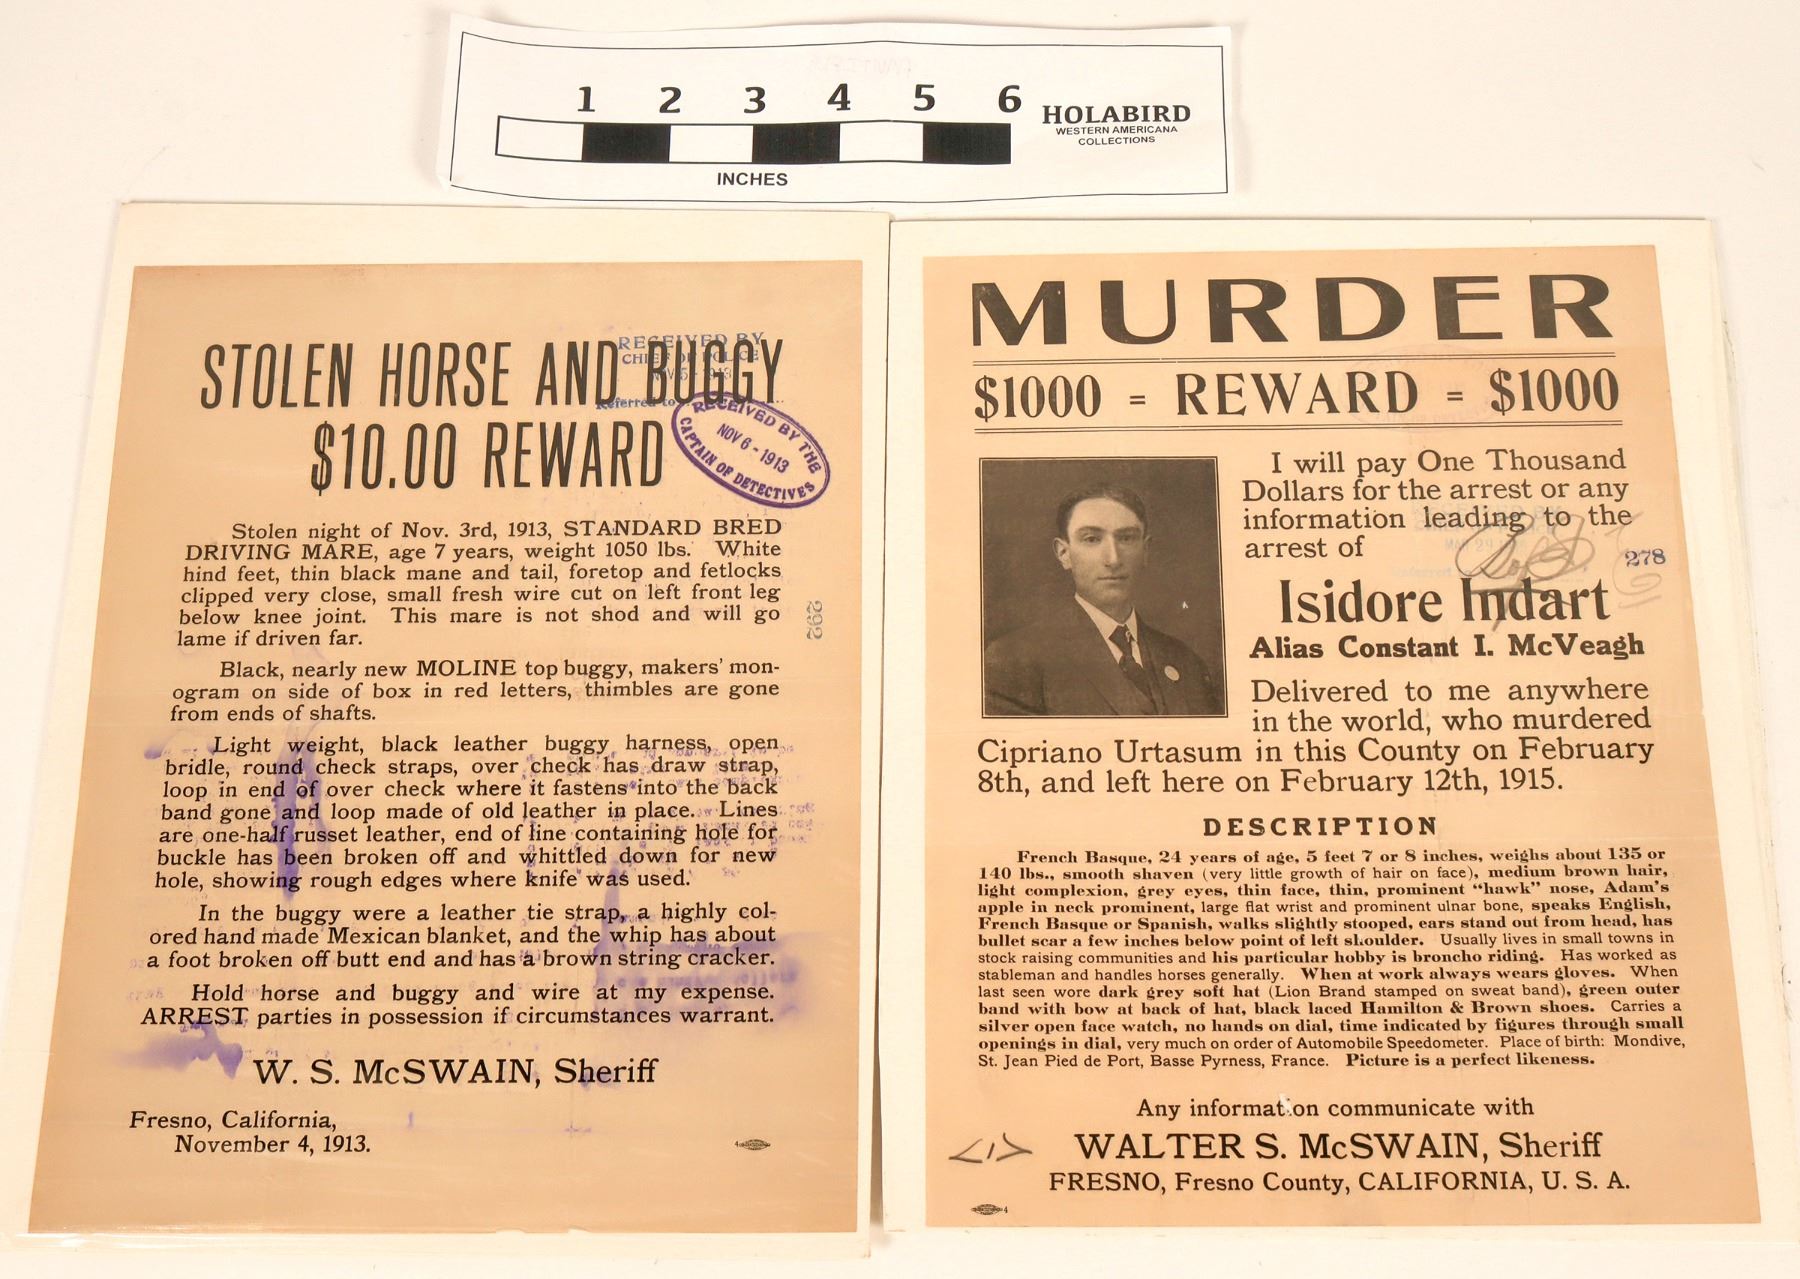 1 2 3 4 5 6
HOLABIRD
WESTERN AMERICANA
COLLECTIONS
INCHES
STOLEN HORSE AND BUGGY
$10.00 REWARD
RECEIVED BY
CHIEF OF POLICE
NOV 5 - 1913
Referred to
RECEIVED BY THE
NOV 6 - 1913
CAPTAIN OF DETECTIVES
Stolen night of Nov. 3rd, 1913, STANDARD BRED
DRIVING MARE, age 7 years, weight 1050 lbs. White
hind feet, thin black mane and tail, foretop and fetlocks
clipped very close, small fresh wire cut on left front leg
below knee joint. This mare is not shod and will go
lame if driven far.
292
Black, nearly new MOLINE top buggy, makers' mon-
ogram on side of box in red letters, thimbles are gone
from ends of shafts.
Light weight, black leather buggy harness, open
bridle, round check straps, over check has draw strap,
loop in end of over check where it fastens into the back
band gone and loop made of old leather in place. Lines
are one-half russet leather, end of line containing hole for
buckle has been broken off and whittled down for new
hole, showing rough edges where knife was used.
In the buggy were a leather tie strap, a highly col-
ored hand made Mexican blanket, and the whip has about
a foot broken off butt end and has a brown string cracker.
Hold horse and buggy and wire at my expense.
ARREST parties in possession if circumstances warrant.
W. S. McSWAIN, Sheriff
Fresno, California,
November 4, 1913.
4
MURDER
$1000 = REWARD = $1000
I will pay One Thousand
Dollars for the arrest or any
information leading to the
arrest of
278
Isidore Indart
Alias Constant I. McVeagh
Delivered to me anywhere
in the world, who murdered
Cipriano Urtasum in this County on February
8th, and left here on February 12th, 1915.
DESCRIPTION
French Basque, 24 years of age, 5 feet 7 or 8 inches, weighs about 135 or
140 lbs., smooth shaven (very little growth of hair on face), medium brown hair,
light complexion, grey eyes, thin face, thin, prominent "hawk" nose, Adam's
apple in neck prominent, large flat wrist and prominent ulnar bone, speaks English,
French Basque or Spanish, walks slightly stooped, ears stand out from head, has
bullet scar a few inches below point of left shoulder. Usually lives in small towns in
stock raising communities and his particular hobby is broncho riding. Has worked as
stableman and handles horses generally. When at work always wears gloves. When
last seen wore dark grey soft hat (Lion Brand stamped on sweat band), green outer
band with bow at back of hat, black laced Hamilton & Brown shoes. Carries a
silver open face watch, no hands on dial, time indicated by figures through small
openings in dial, very much on order of Automobile Speedometer. Place of birth: Mondive,
St. Jean Pied de Port, Basse Pyrness, France. Picture is a perfect likeness.
Any information communicate with
WALTER S. McSWAIN, Sheriff
FRESNO, Fresno County, CALIFORNIA, U. S. A.
<1>
4